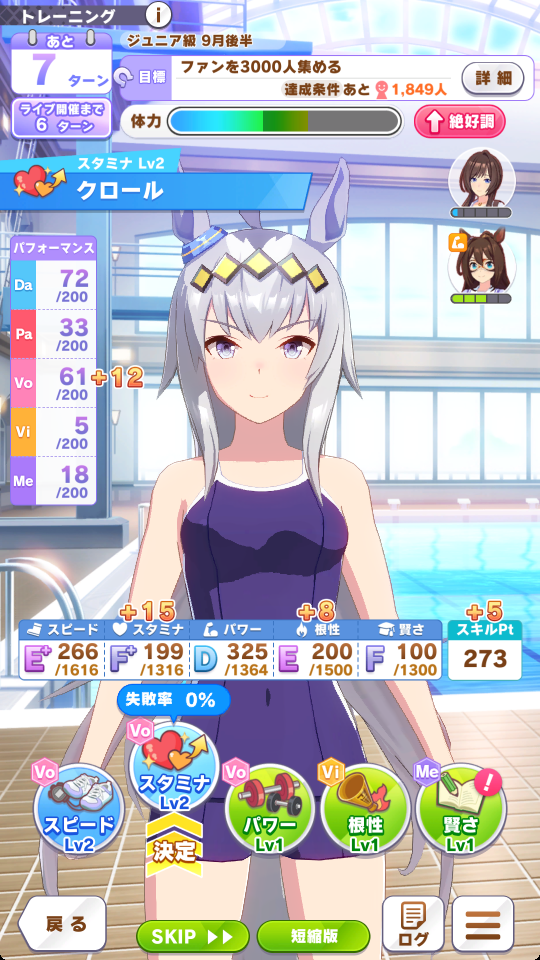 トレーニング
i
あと
7 ターン
ライブ開催まで
6 ターン
ジュニア級 9月後半
目標
ファンを3000人集める
達成条件 あと 1,849人
詳細
体力
絶好調
スタミナ Lv2
クロール
パフォーマンス
Da 72
/200
Pa 33
/200
Vo 61 +12
/200
Vi 5
/200
Me 18
/200
+15 +8 +5
スピード スタミナ パワー 根性 賢さ スキルPt
E+ 266 F+ 199 D 325 E 200 F 100 273
/1616 /1316 /1364 /1500 /1300
失敗率 0%
Vo Vo Vo Vi Me !
スピード スタミナ パワー 根性 賢さ
Lv2 Lv2 Lv1 Lv1 Lv1
決定
戻る
SKIP
短縮版
ログ